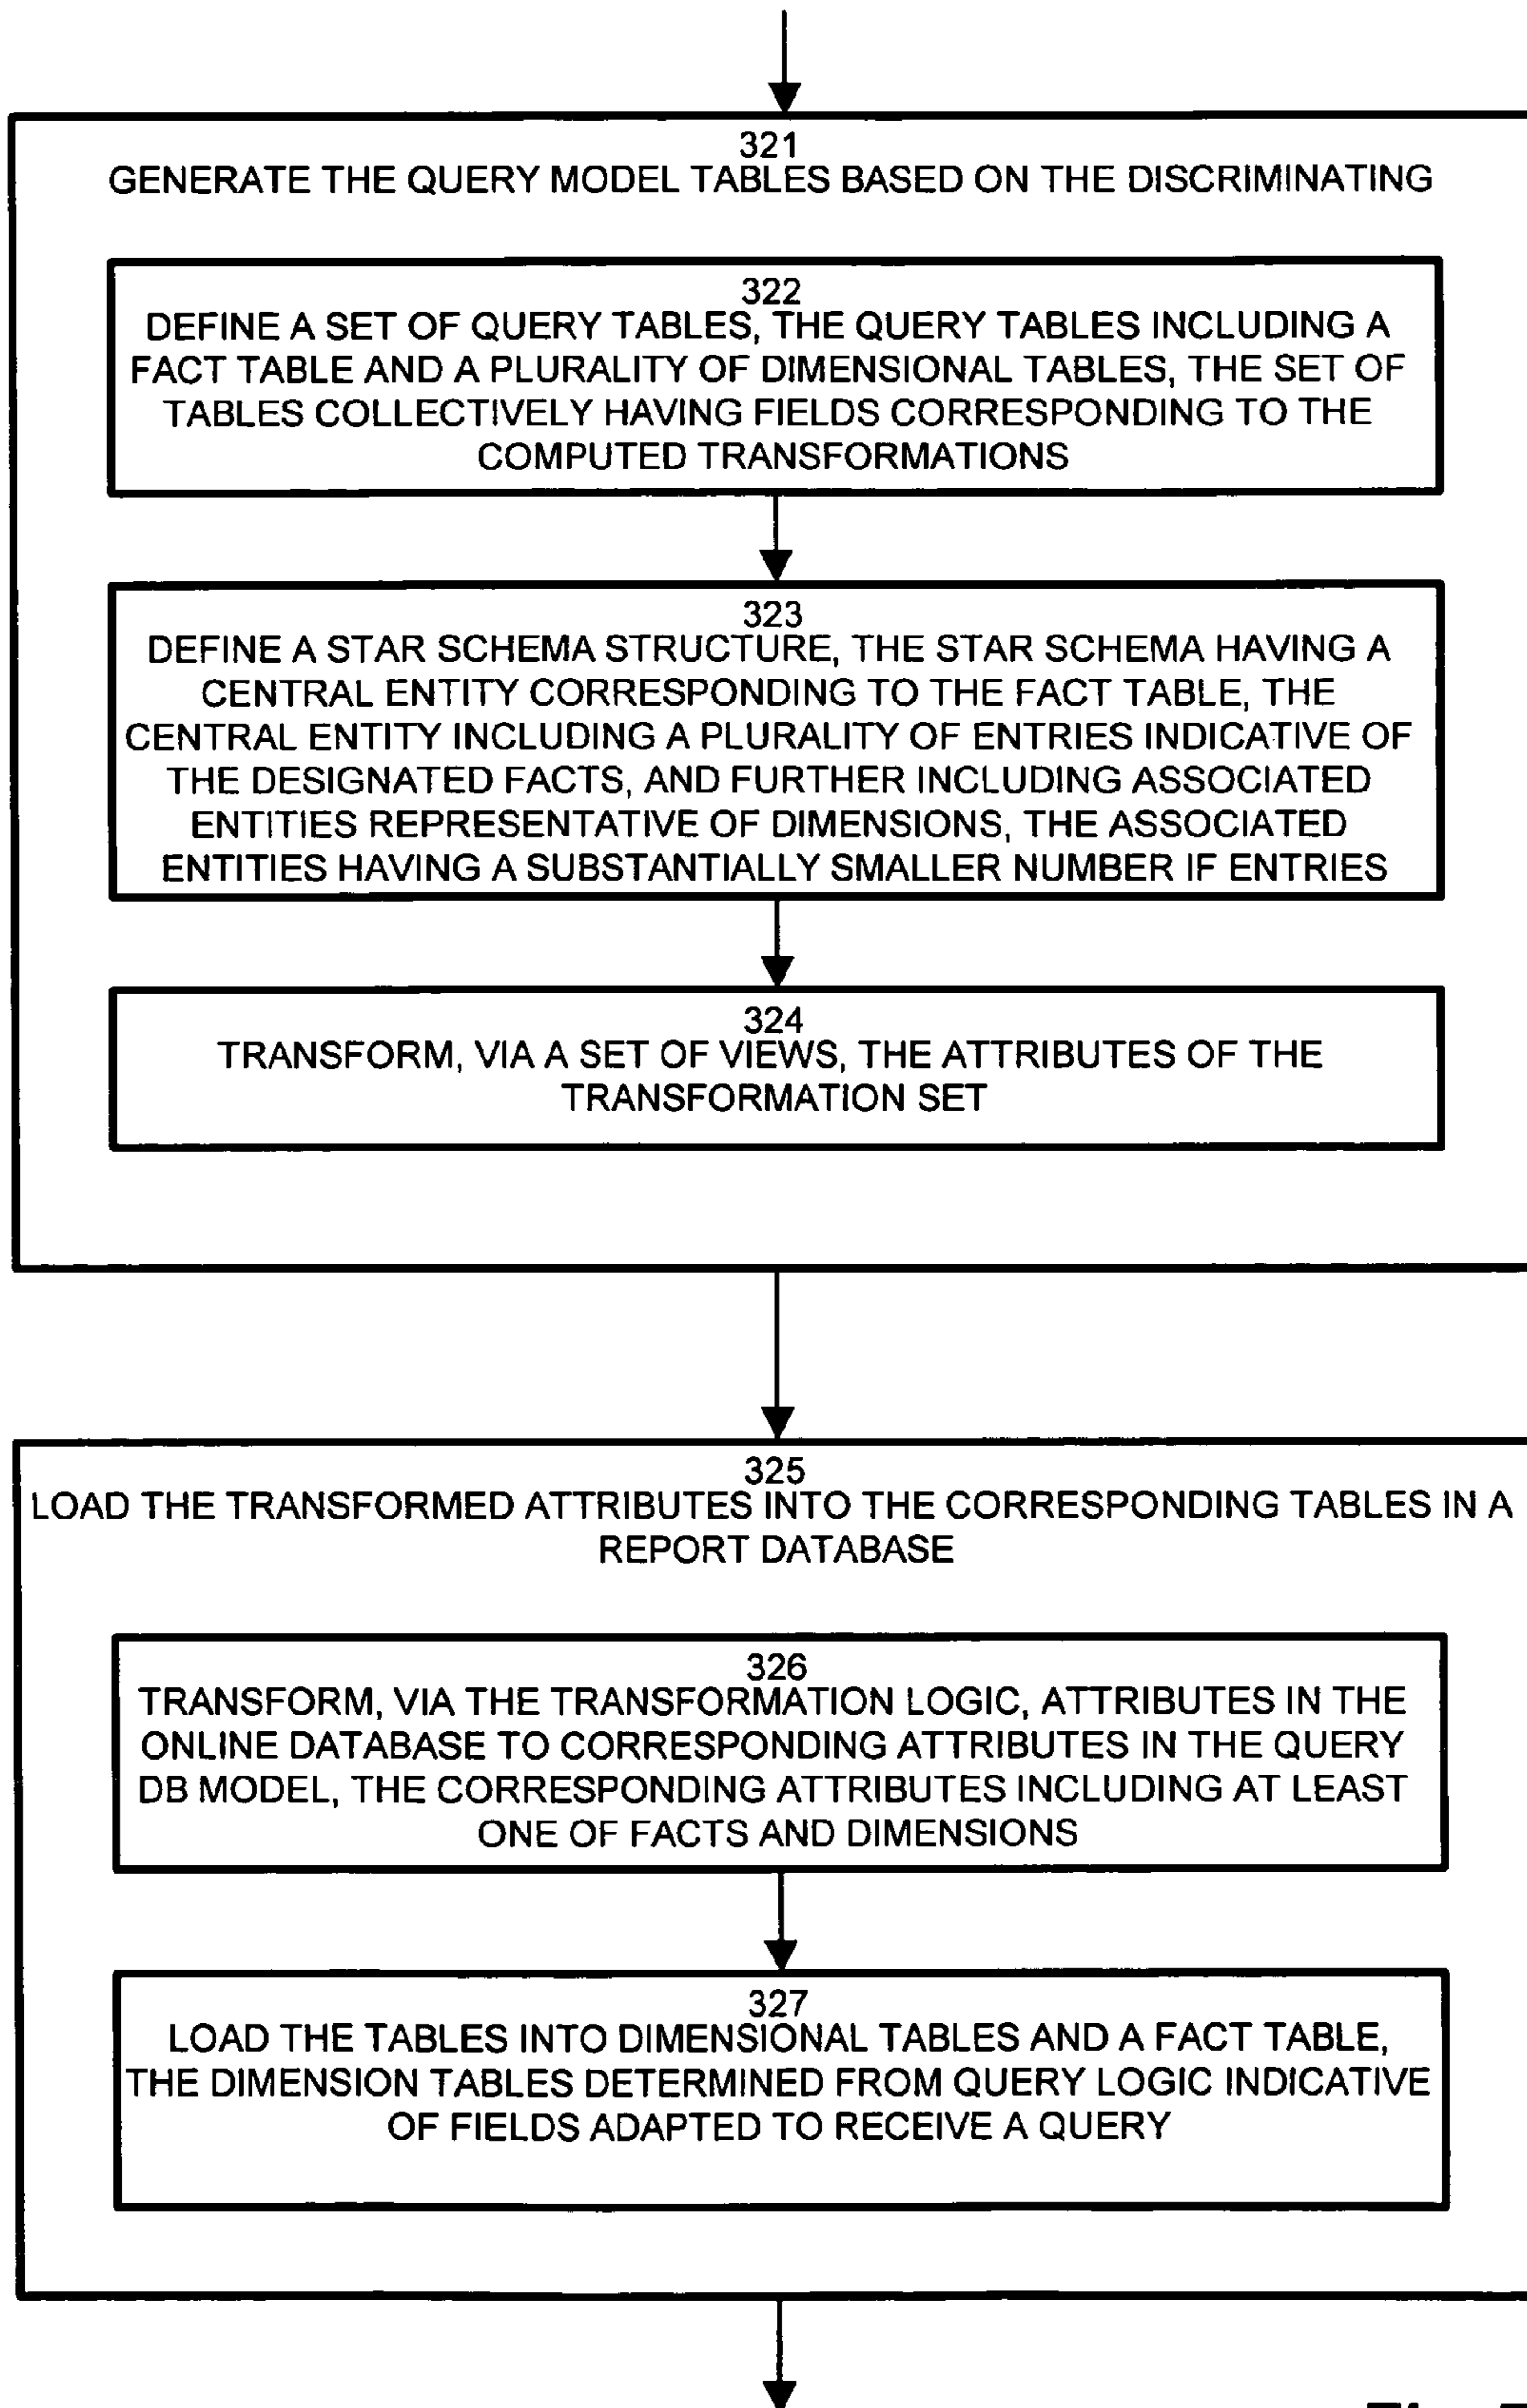 321
GENERATE THE QUERY MODEL TABLES BASED ON THE DISCRIMINATING
322
DEFINE A SET OF QUERY TABLES, THE QUERY TABLES INCLUDING A
FACT TABLE AND A PLURALITY OF DIMENSIONAL TABLES, THE SET OF
TABLES COLLECTIVELY HAVING FIELDS CORRESPONDING TO THE
COMPUTED TRANSFORMATIONS
323
DEFINE A STAR SCHEMA STRUCTURE, THE STAR SCHEMA HAVING A
CENTRAL ENTITY CORRESPONDING TO THE FACT TABLE, THE
CENTRAL ENTITY INCLUDING A PLURALITY OF ENTRIES INDICATIVE OF
THE DESIGNATED FACTS, AND FURTHER INCLUDING ASSOCIATED
ENTITIES REPRESENTATIVE OF DIMENSIONS, THE ASSOCIATED
ENTITIES HAVING A SUBSTANTIALLY SMALLER NUMBER IF ENTRIES
324
TRANSFORM, VIA A SET OF VIEWS, THE ATTRIBUTES OF THE
TRANSFORMATION SET
325
LOAD THE TRANSFORMED ATTRIBUTES INTO THE CORRESPONDING TABLES IN A
REPORT DATABASE
326
TRANSFORM, VIA THE TRANSFORMATION LOGIC, ATTRIBUTES IN THE
ONLINE DATABASE TO CORRESPONDING ATTRIBUTES IN THE QUERY
DB MODEL, THE CORRESPONDING ATTRIBUTES INCLUDING AT LEAST
ONE OF FACTS AND DIMENSIONS
327
LOAD THE TABLES INTO DIMENSIONAL TABLES AND A FACT TABLE,
THE DIMENSION TABLES DETERMINED FROM QUERY LOGIC INDICATIVE
OF FIELDS ADAPTED TO RECEIVE A QUERY